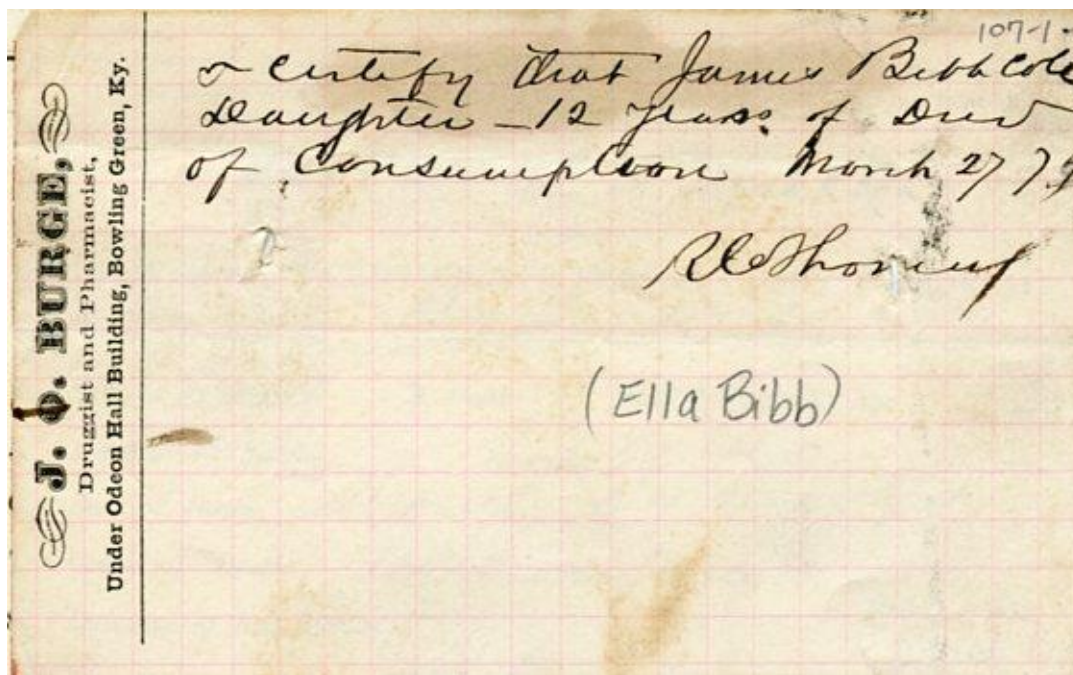 107-1-
I certify that James Bibb Col
Daughter - 12 years of Died
of Consumption March 27 79
(Ella Bibb)
J. O. BURGE,
Druggist and Pharmacist,
Under Odeon Hall Building, Bowling Green, Ky.